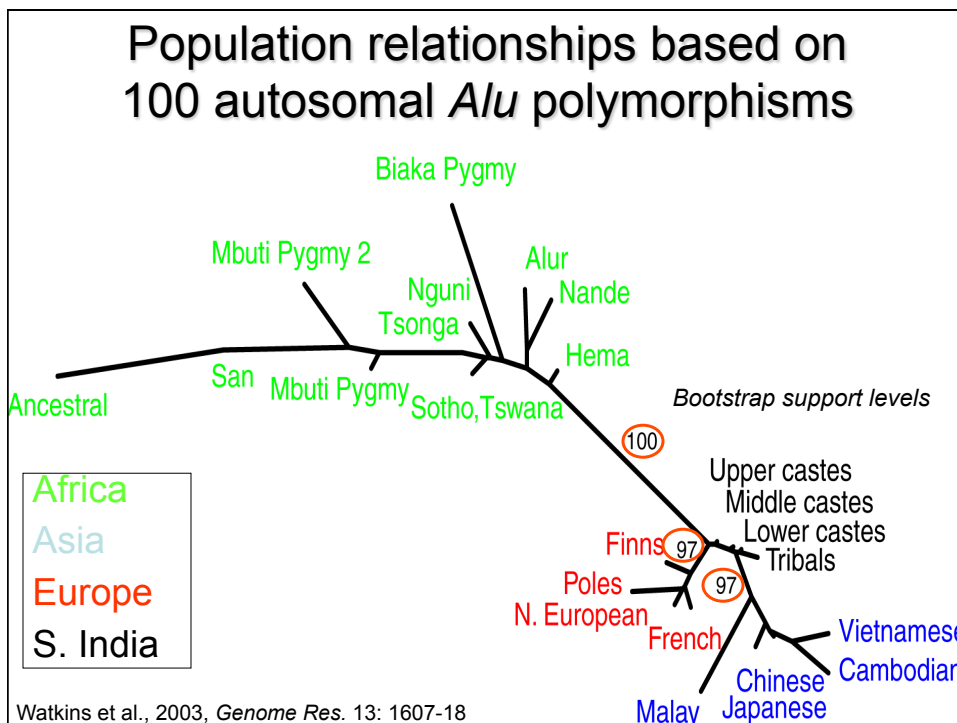 Population relationships based on
100 autosomal Alu polymorphisms
Biaka Pygmy
Mbuti Pygmy 2
Alur
Nguni
Nande
Tsonga
Hema
San
Mbuti Pygmy
Ancestral
Sotho,Tswana
Bootstrap support levels
100
Upper castes
Middle castes
Lower castes
Tribals
Finns
97
Poles
97
N. European
French
Vietnamese
Cambodian
Chinese
Japanese
Malay
Africa
Asia
Europe
S. India
Watkins et al., 2003, Genome Res. 13: 1607-18